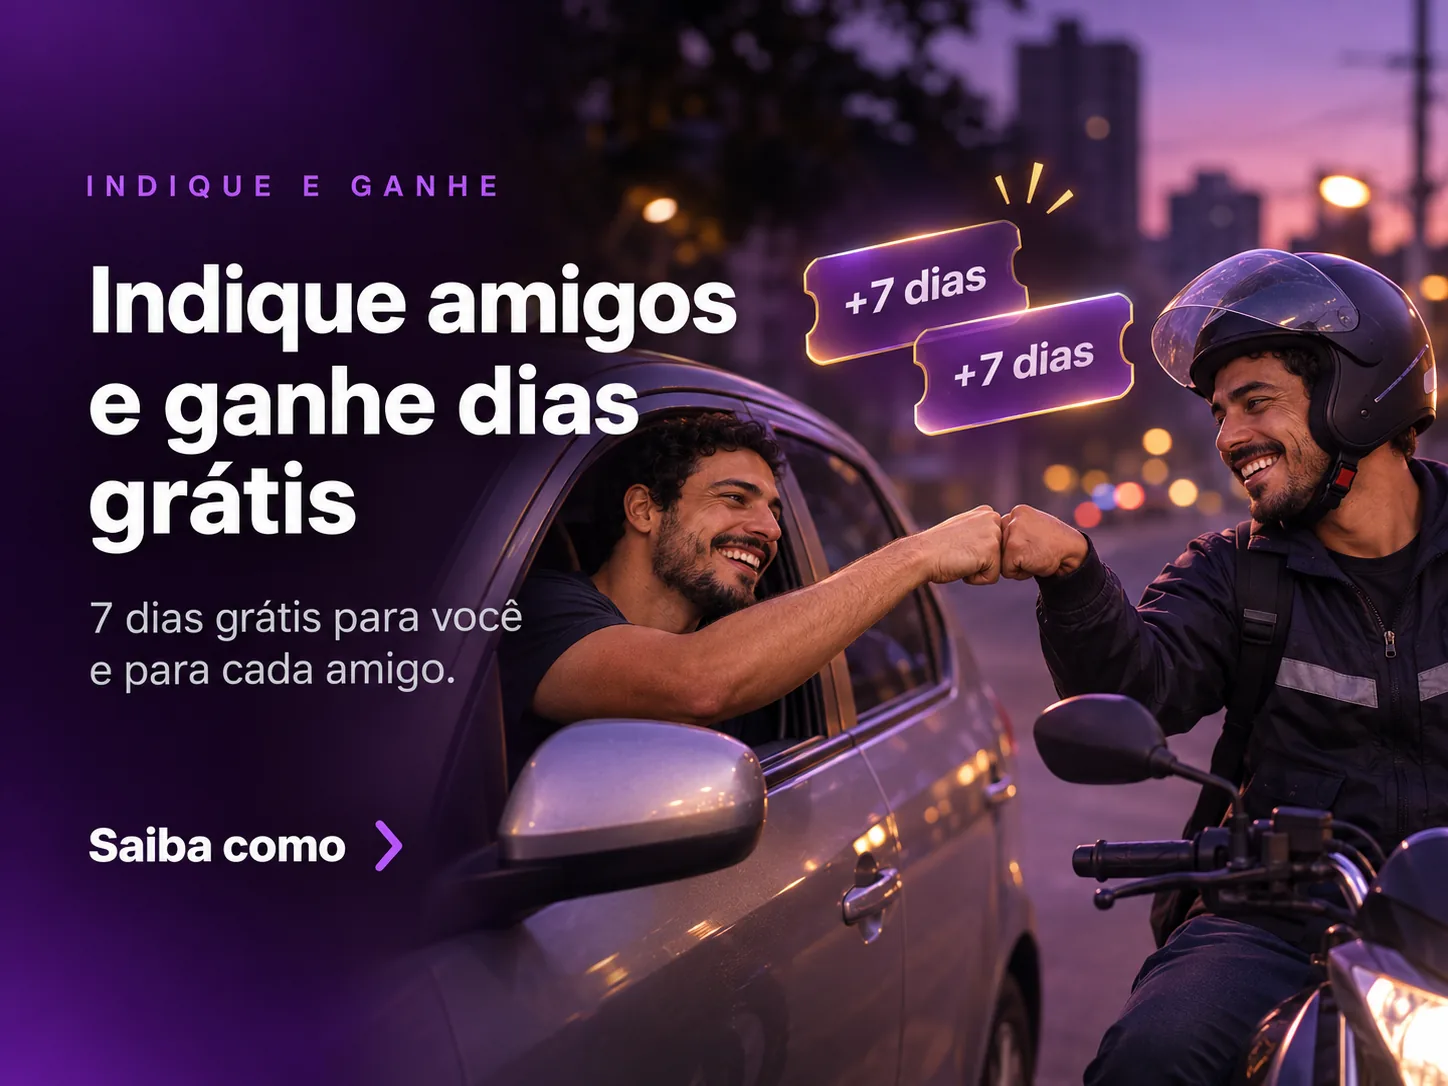 INDIQUE E GANHE
Indique amigos
e ganhe dias
grátis
7 dias grátis para você
e para cada amigo.
Saiba como
+7 dias
+7 dias